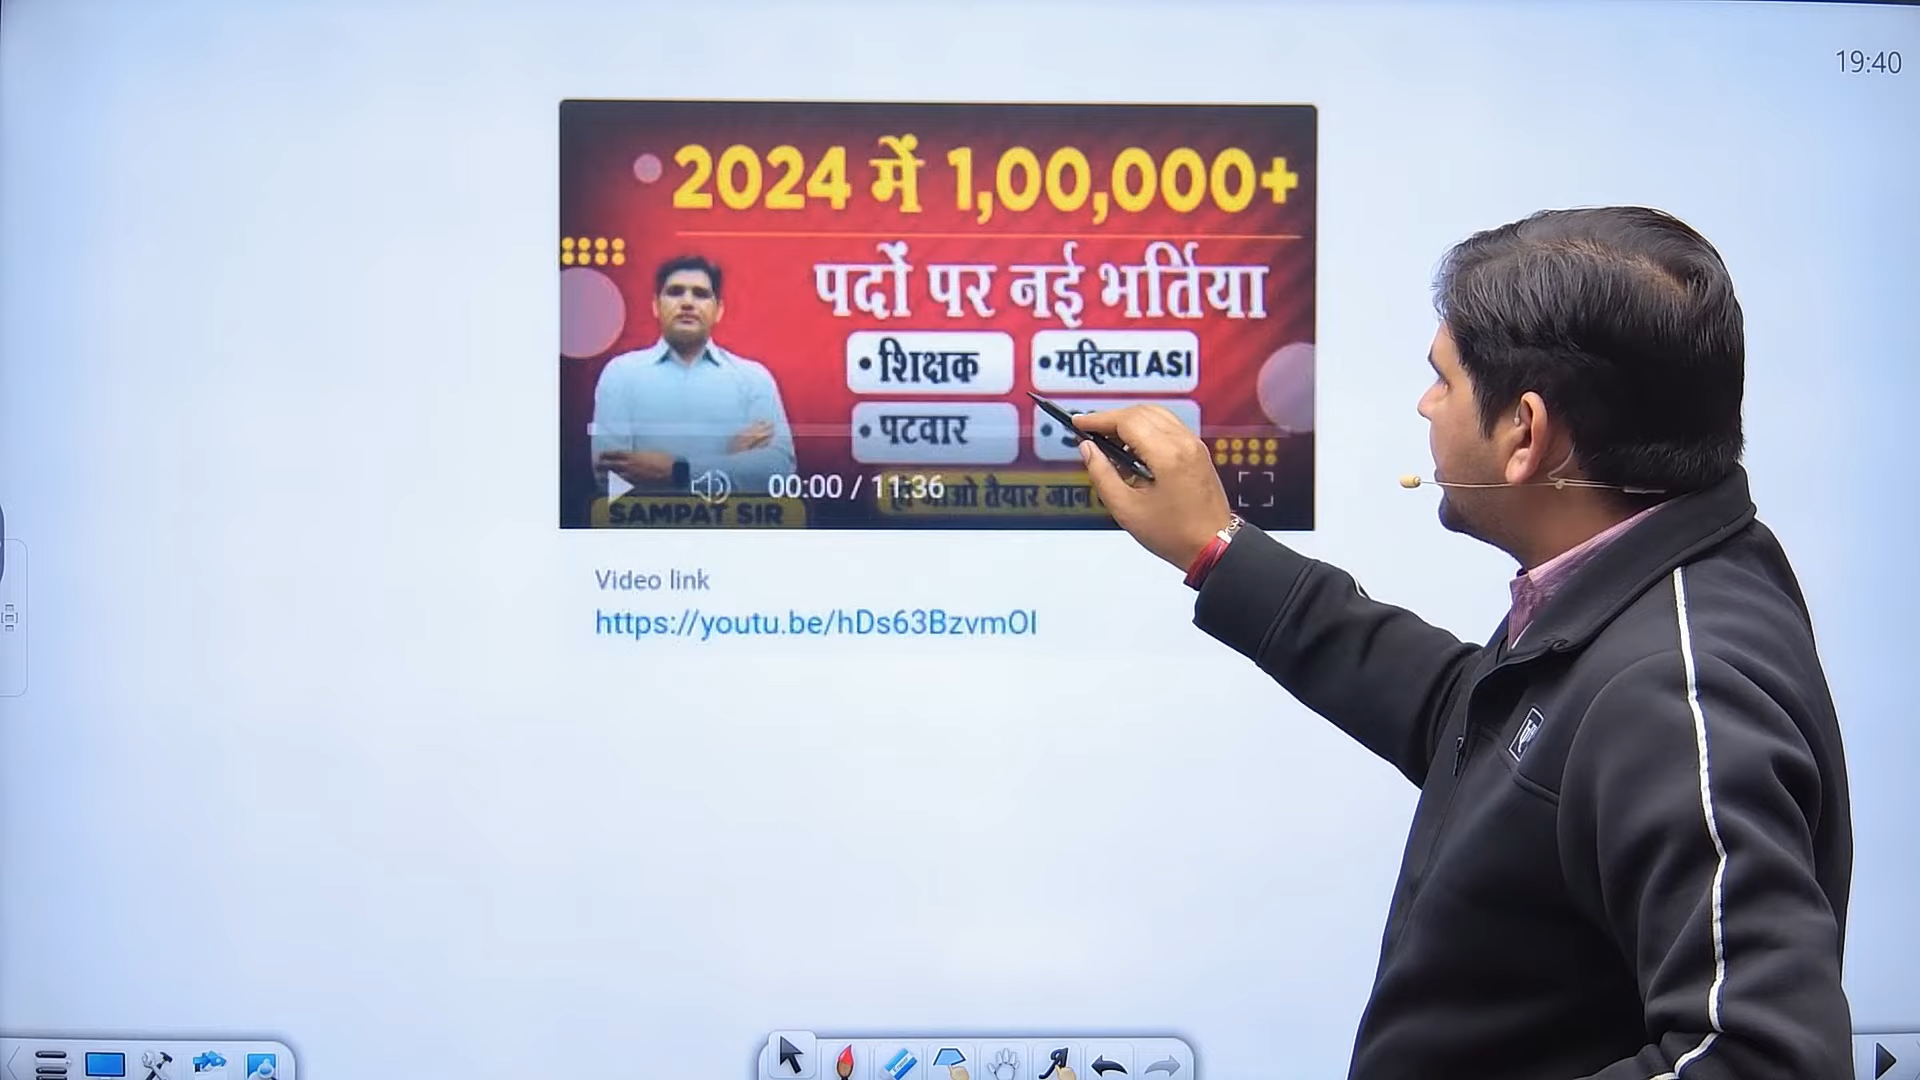 19:40
2024 में 1,00,000+
पदों पर नई भर्तिया
•शिक्षक •महिला ASI
•पटवार •
00:00 / 11:36
ओ तैयार जान
SAMPAT SIR
Video link
https://youtu.be/hDs63BzvmOI